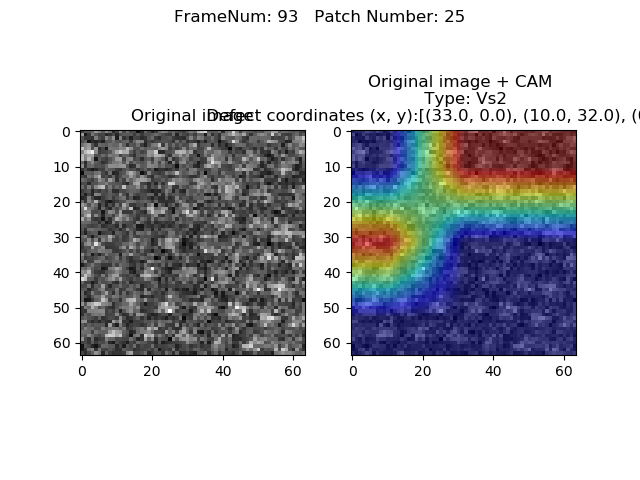 FrameNum: 93   Patch Number: 25
Original image + CAM
Type: Vs2
Original image
Defect coordinates (x, y):[(33.0, 0.0), (10.0, 32.0), (
0
10
20
30
40
50
60
0 20 40 60
0
10
20
30
40
50
60
0 20 40 60